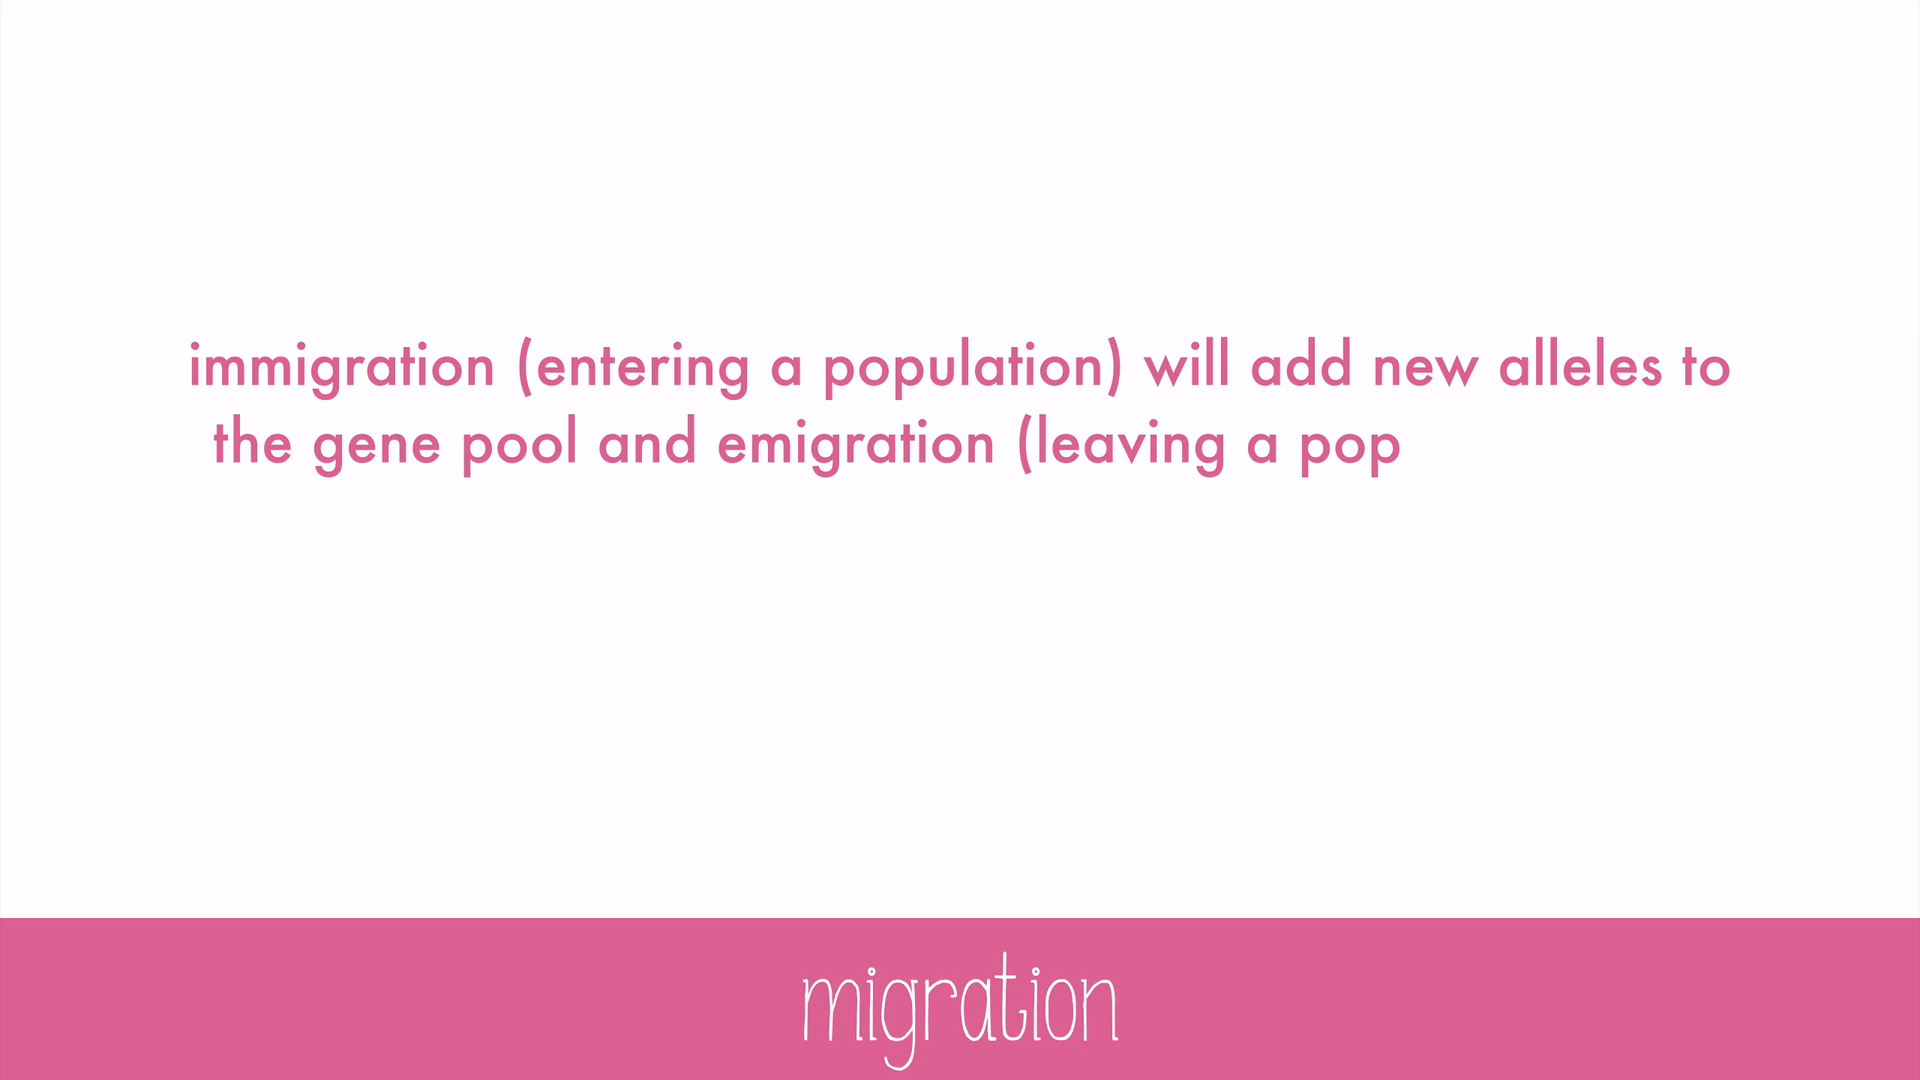 immigration (entering a population) will add new alleles to
the gene pool and emigration (leaving a pop
migration